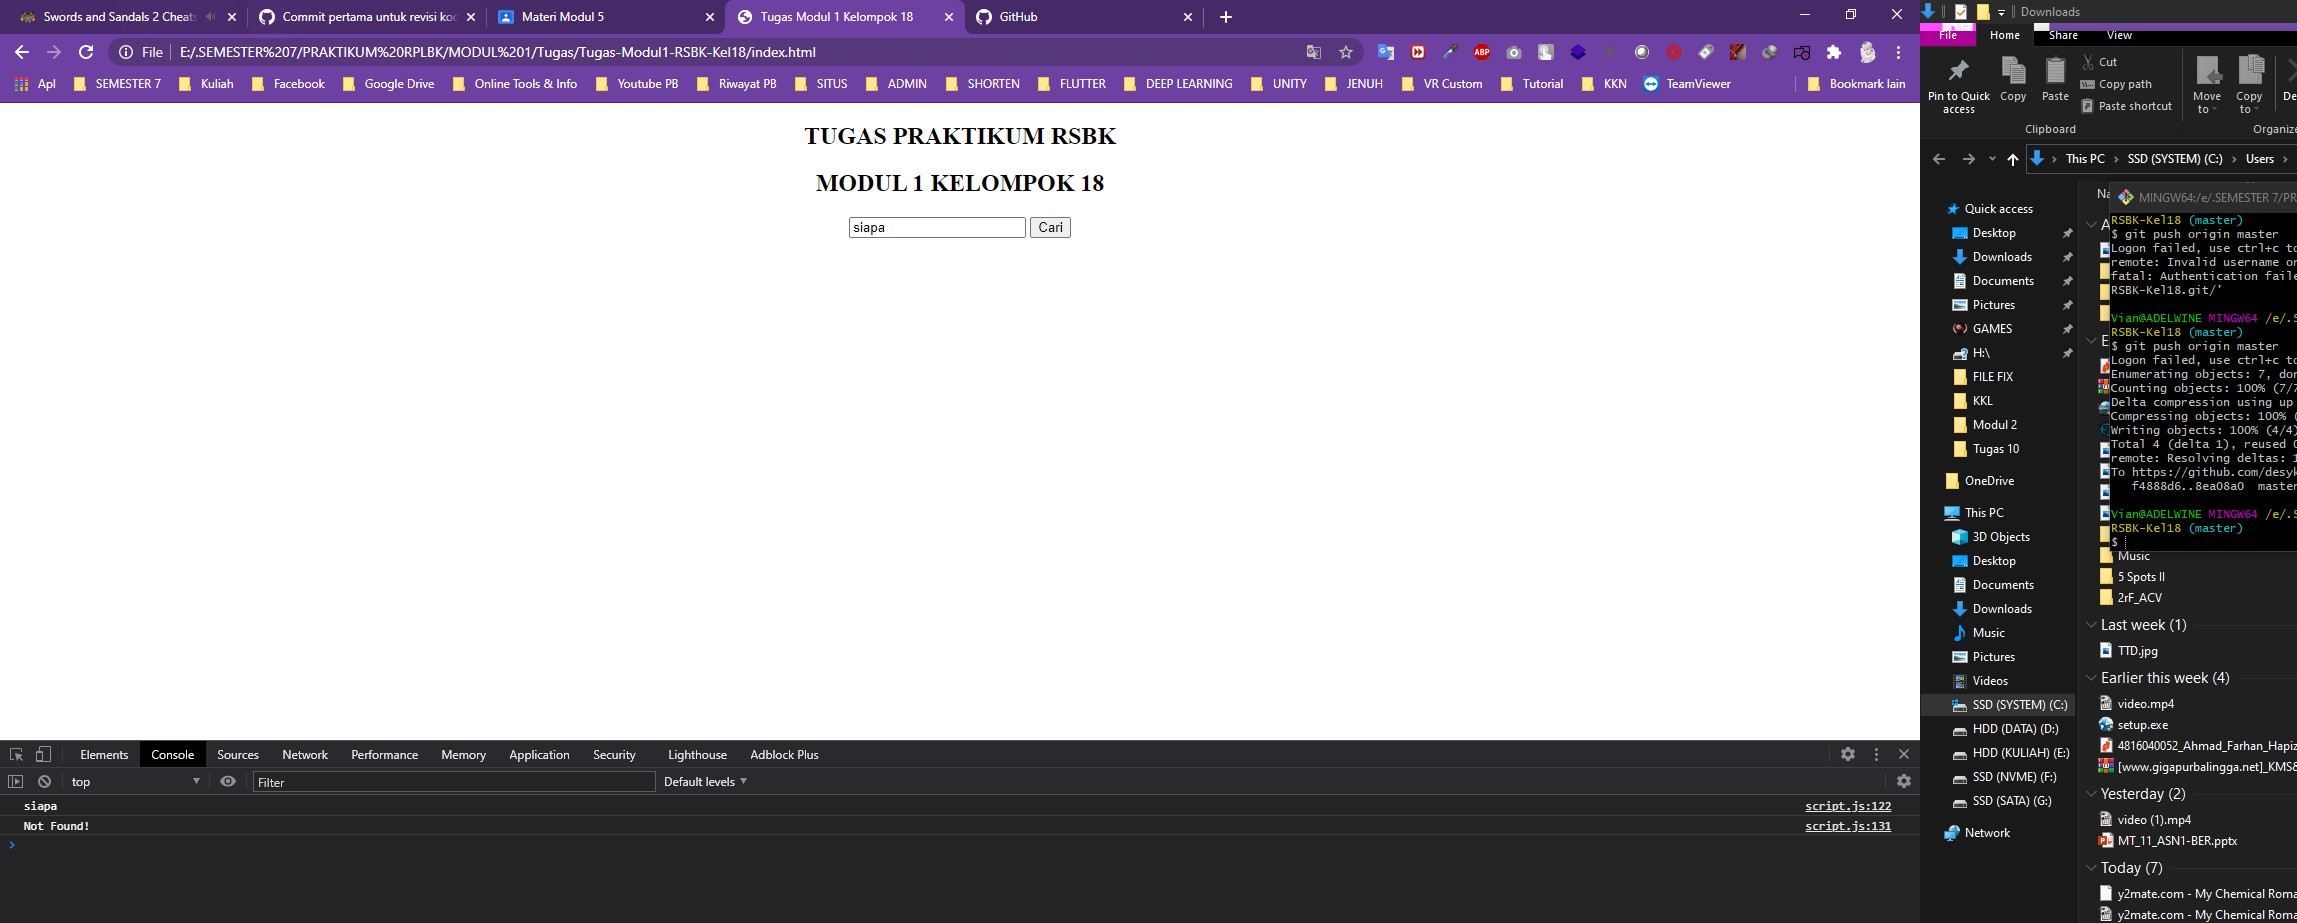 Swords and Sandals 2 Cheats
Commit pertama untuk revisi koc
Materi Modul 5
Tugas Modul 1 Kelompok 18
GitHub
File
E:/.SEMESTER%207/PRAKTIKUM%20RPLBK/MODUL%201/Tugas/Tugas-Modul1-RSBK-Kel18/index.html
ABP
Apl
SEMESTER 7
Kuliah
Facebook
Google Drive
Online Tools & Info
Youtube PB
Riwayat PB
SITUS
ADMIN
SHORTEN
FLUTTER
DEEP LEARNING
UNITY
JENUH
VR Custom
Tutorial
KKN
TeamViewer
Bookmark lain
TUGAS PRAKTIKUM RSBK
MODUL 1 KELOMPOK 18
siapa
Cari
Elements
Console
Sources
Network
Performance
Memory
Application
Security
Lighthouse
Adblock Plus
top
Filter
Default levels
siapa script.js:122
Not Found! script.js:131
>
Downloads
File
Home
Share
View
Pin to Quick
access
Copy
Paste
Cut
Copy path
Paste shortcut
Move
to
Copy
to
De
Clipboard
Organize
This PC > SSD (SYSTEM) (C:) > Users >
Quick access
Desktop
Downloads
Documents
Pictures
GAMES
H:\
FILE FIX
KKL
Modul 2
Tugas 10
OneDrive
This PC
3D Objects
Desktop
Documents
Downloads
Music
Pictures
Videos
SSD (SYSTEM) (C:)
HDD (DATA) (D:)
HDD (KULIAH) (E:)
SSD (NVME) (F:)
SSD (SATA) (G:)
Network
Na
MINGW64:/e/.SEMESTER 7/PR
RSBK-Kel18 (master)
$ git push origin master
Logon failed, use ctrl+c to
remote: Invalid username or
fatal: Authentication faile
RSBK-Kel18.git/'
Vian@ADELWINE MINGW64 /e/.S
RSBK-Kel18 (master)
$ git push origin master
Logon failed, use ctrl+c to
Enumerating objects: 7, don
Counting objects: 100% (7/7
Delta compression using up
Compressing objects: 100% (
Writing objects: 100% (4/4)
Total 4 (delta 1), reused 0
remote: Resolving deltas: 1
To https://github.com/desyk
f4888d6..8ea08a0 master
Vian@ADELWINE MINGW64 /e/.S
RSBK-Kel18 (master)
$
Music
5 Spots II
2rF_ACV
Last week (1)
TTD.jpg
Earlier this week (4)
video.mp4
setup.exe
4816040052_Ahmad_Farhan_Hapiz
[www.gigapurbalingga.net]_KMS&
Yesterday (2)
video (1).mp4
MT_11_ASN1-BER.pptx
Today (7)
y2mate.com - My Chemical Roma
y2mate.com - My Chemical Roma